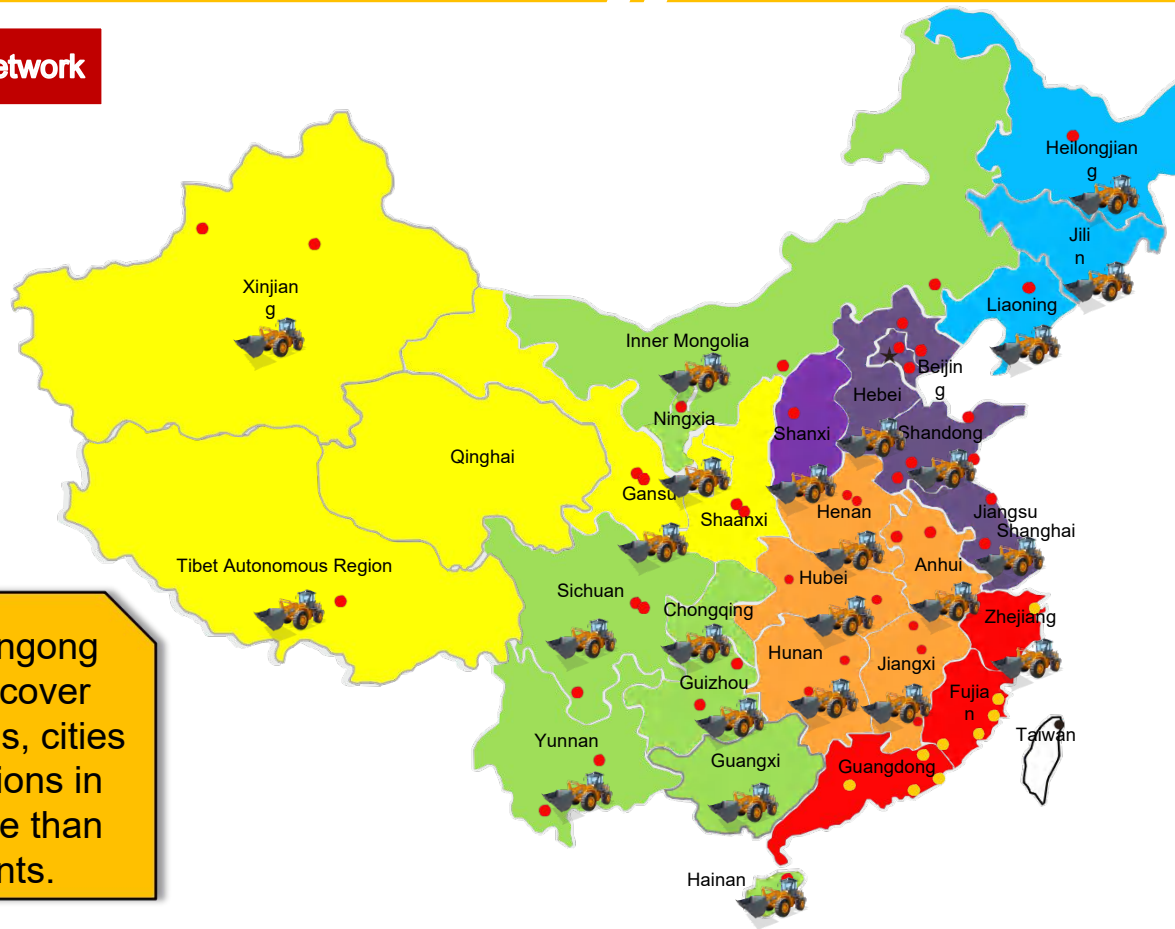 etwork
Heilongjian
g
Jili
n
Liaoning
Xinjian
g
Inner Mongolia
Beijin
g
Hebei
Ningxia
Shanxi
Shandong
Qinghai
Gansu
Shaanxi
Henan
Jiangsu
Shanghai
Tibet Autonomous Region
Sichuan
Hubei
Anhui
Chongqing
Zhejiang
Hunan
Jiangxi
Guizhou
Fujia
n
Yunnan
Guangxi
Guangdong
Taiwan
Hainan
ngong
cover
s, cities
ions in
e than
nts.